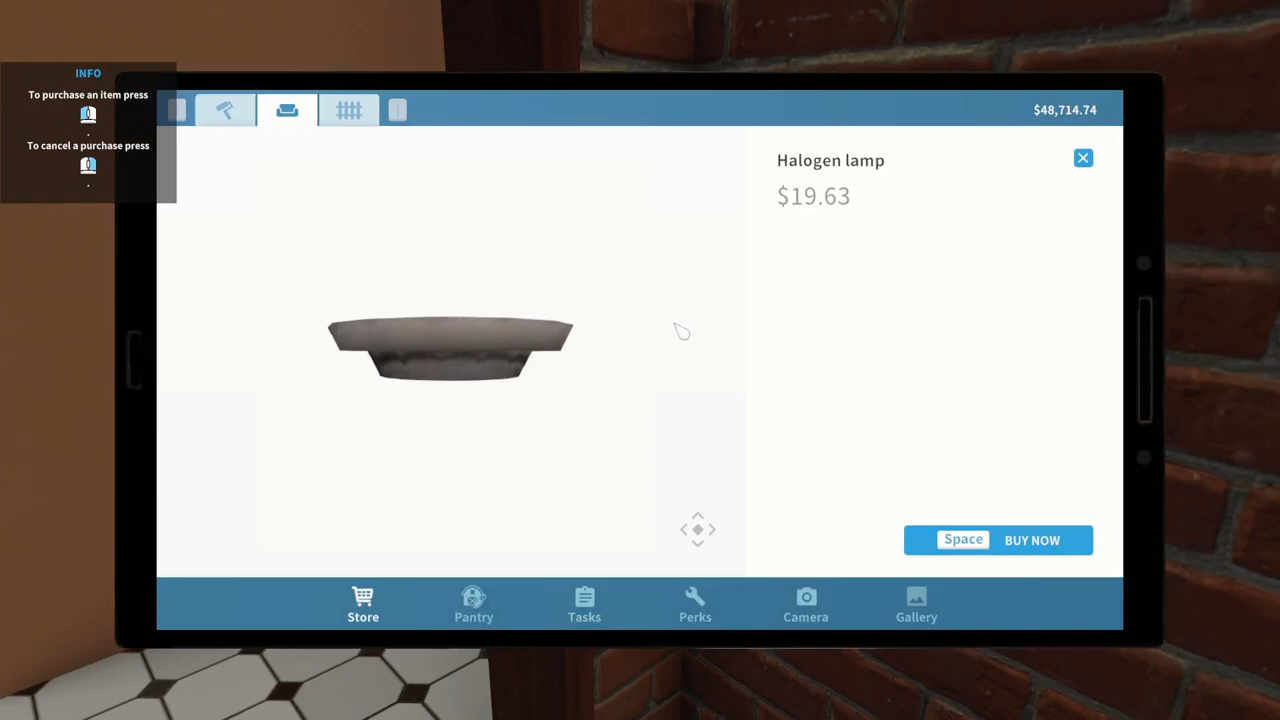 INFO
To purchase an item press
.
To cancel a purchase press
.
$48,714.74
Halogen lamp
$19.63
Space BUY NOW
Store Pantry Tasks Perks Camera Gallery